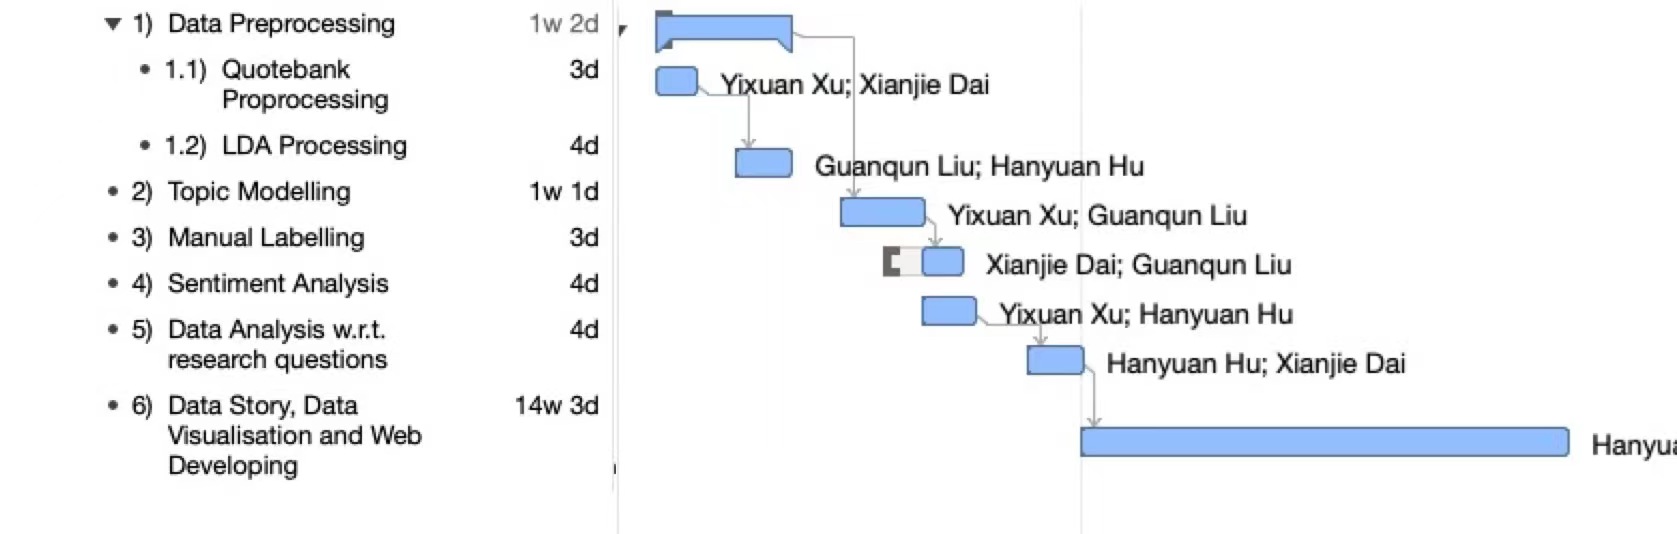 1) Data Preprocessing 1w 2d
1.1) Quotebank 3d Yixuan Xu; Xianjie Dai
Proprocessing
1.2) LDA Processing 4d Guanqun Liu; Hanyuan Hu
2) Topic Modelling 1w 1d Yixuan Xu; Guanqun Liu
3) Manual Labelling 3d Xianjie Dai; Guanqun Liu
4) Sentiment Analysis 4d Yixuan Xu; Hanyuan Hu
5) Data Analysis w.r.t. 4d Hanyuan Hu; Xianjie Dai
research questions
6) Data Story, Data 14w 3d
Visualisation and Web
Developing